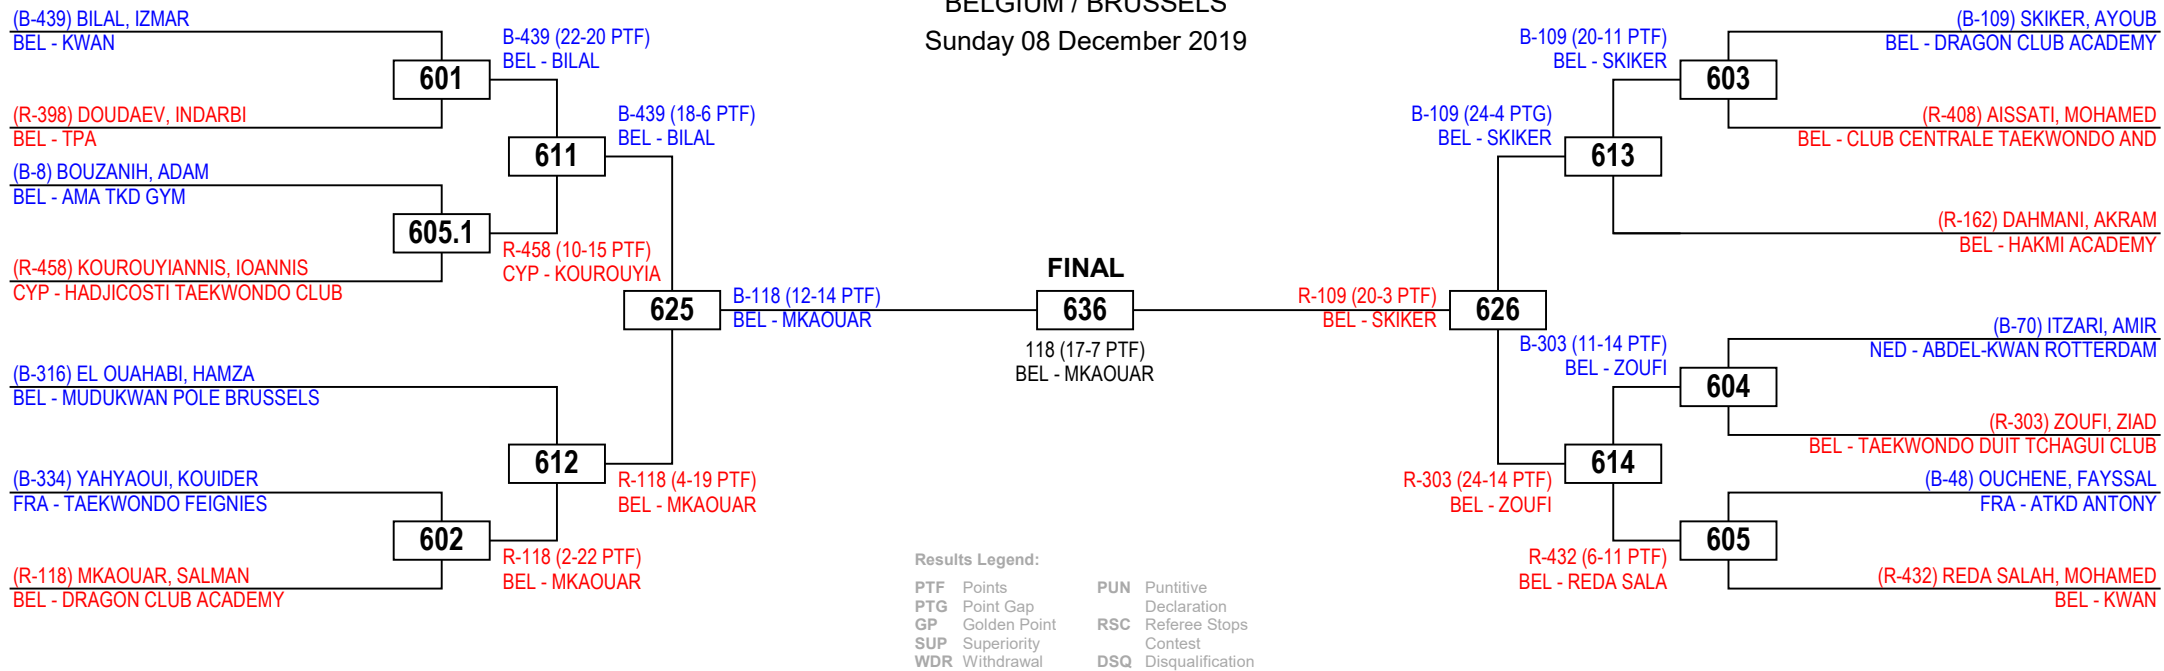 BELGIUM / BRUSSELS
Sunday 08 December 2019
(B-439) BILAL, IZMAR
BEL - KWAN
601
(R-398) DOUDAEV, INDARBI
BEL - TPA
(B-8) BOUZANIH, ADAM
BEL - AMA TKD GYM
605.1
(R-458) KOUROUYIANNIS, IOANNIS
CYP - HADJICOSTI TAEKWONDO CLUB
(B-316) EL OUAHABI, HAMZA
BEL - MUDUKWAN POLE BRUSSELS
(B-334) YAHYAOUI, KOUIDER
FRA - TAEKWONDO FEIGNIES
602
(R-118) MKAOUAR, SALMAN
BEL - DRAGON CLUB ACADEMY
B-439 (22-20 PTF)
BEL - BILAL
611
R-458 (10-15 PTF)
CYP - KOUROUYIA
612
R-118 (2-22 PTF)
BEL - MKAOUAR
B-439 (18-6 PTF)
BEL - BILAL
625
R-118 (4-19 PTF)
BEL - MKAOUAR
B-118 (12-14 PTF)
BEL - MKAOUAR
FINAL
636
118 (17-7 PTF)
BEL - MKAOUAR
R-109 (20-3 PTF)
BEL - SKIKER
626
B-109 (24-4 PTG)
BEL - SKIKER
613
R-303 (24-14 PTF)
BEL - ZOUFI
614
B-109 (20-11 PTF)
BEL - SKIKER
603
B-303 (11-14 PTF)
BEL - ZOUFI
604
R-432 (6-11 PTF)
BEL - REDA SALA
605
(B-109) SKIKER, AYOUB
BEL - DRAGON CLUB ACADEMY
(R-408) AISSATI, MOHAMED
BEL - CLUB CENTRALE TAEKWONDO AND
(R-162) DAHMANI, AKRAM
BEL - HAKMI ACADEMY
(B-70) ITZARI, AMIR
NED - ABDEL-KWAN ROTTERDAM
(R-303) ZOUFI, ZIAD
BEL - TAEKWONDO DUIT TCHAGUI CLUB
(B-48) OUCHENE, FAYSSAL
FRA - ATKD ANTONY
(R-432) REDA SALAH, MOHAMED
BEL - KWAN
Results Legend:
PTF Points
PTG Point Gap
GP Golden Point
SUP Superiority
WDR Withdrawal
PUN Puntitive
Declaration
RSC Referee Stops
Contest
DSQ Disqualification